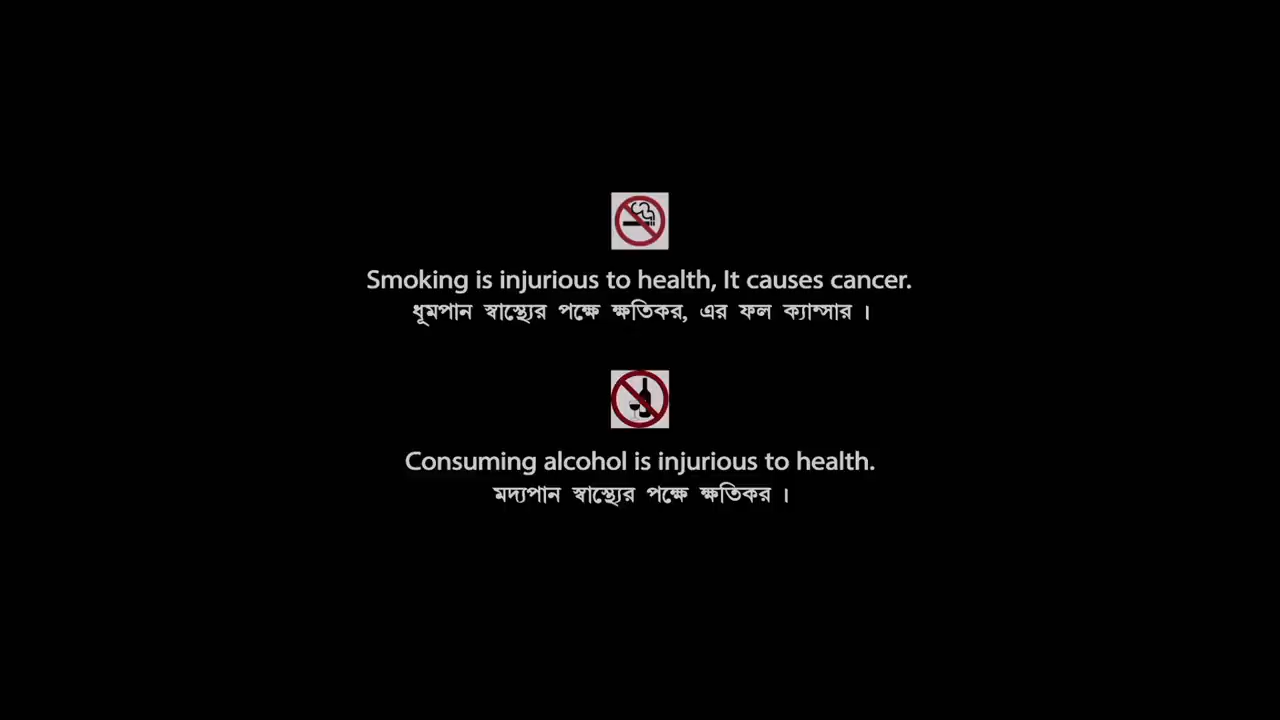 Smoking is injurious to health, It causes cancer.
ধূমপান স্বাস্থ্যের পক্ষে ক্ষতিকর, এর ফল ক্যান্সার ।
Consuming alcohol is injurious to health.
মদ্যপান স্বাস্থ্যের পক্ষে ক্ষতিকর ।